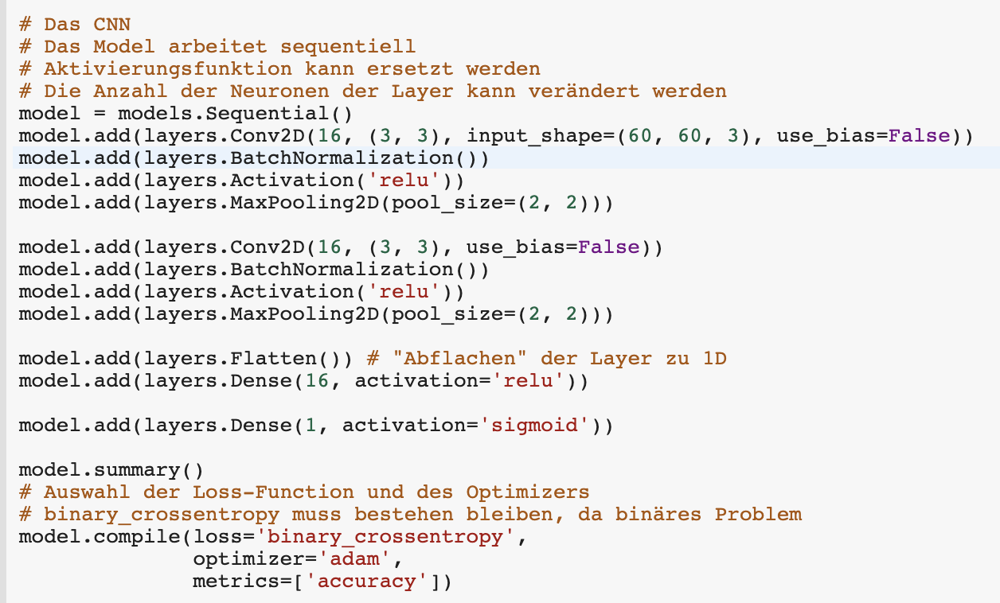 # Das CNN
# Das Model arbeitet sequentiell
# Aktivierungsfunktion kann ersetzt werden
# Die Anzahl der Neuronen der Layer kann verändert werden
model = models.Sequential()
model.add(layers.Conv2D(16, (3, 3), input_shape=(60, 60, 3), use_bias=False))
model.add(layers.BatchNormalization())
model.add(layers.Activation('relu'))
model.add(layers.MaxPooling2D(pool_size=(2, 2)))
model.add(layers.Conv2D(16, (3, 3), use_bias=False))
model.add(layers.BatchNormalization())
model.add(layers.Activation('relu'))
model.add(layers.MaxPooling2D(pool_size=(2, 2)))
model.add(layers.Flatten()) # "Abflachen" der Layer zu 1D
model.add(layers.Dense(16, activation='relu'))
model.add(layers.Dense(1, activation='sigmoid'))
model.summary()
# Auswahl der Loss-Function und des Optimizers
# binary_crossentropy muss bestehen bleiben, da binäres Problem
model.compile(loss='binary_crossentropy',
              optimizer='adam',
              metrics=['accuracy'])